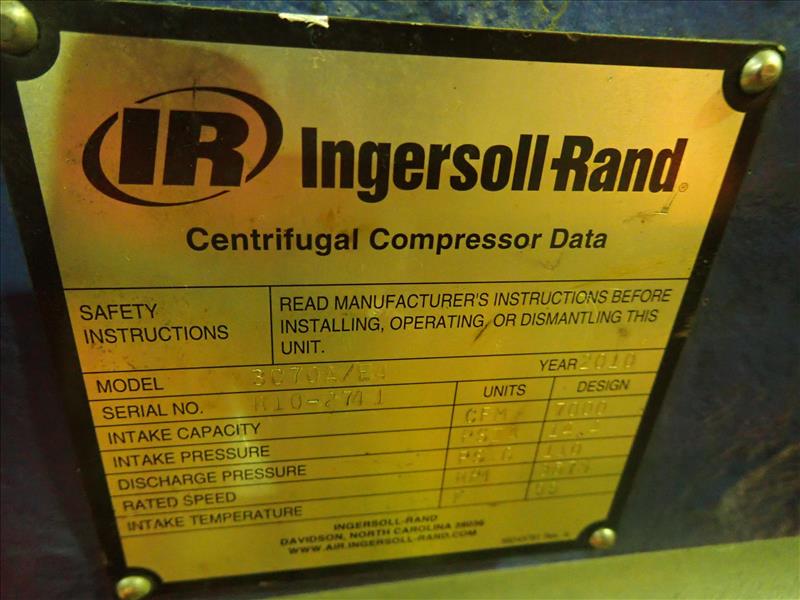 IR Ingersoll-Rand®
Centrifugal Compressor Data
SAFETY INSTRUCTIONS
READ MANUFACTURER'S INSTRUCTIONS BEFORE
INSTALLING, OPERATING, OR DISMANTLING THIS
UNIT.
MODEL YEAR 2010
SERIAL NO. UNITS DESIGN
INTAKE CAPACITY CFM 7000
INTAKE PRESSURE
DISCHARGE PRESSURE
RATED SPEED RPM
INTAKE TEMPERATURE F
INGERSOLL-RAND
DAVIDSON, NORTH CAROLINA 28036
WWW.AIR.INGERSOLL-RAND.COM